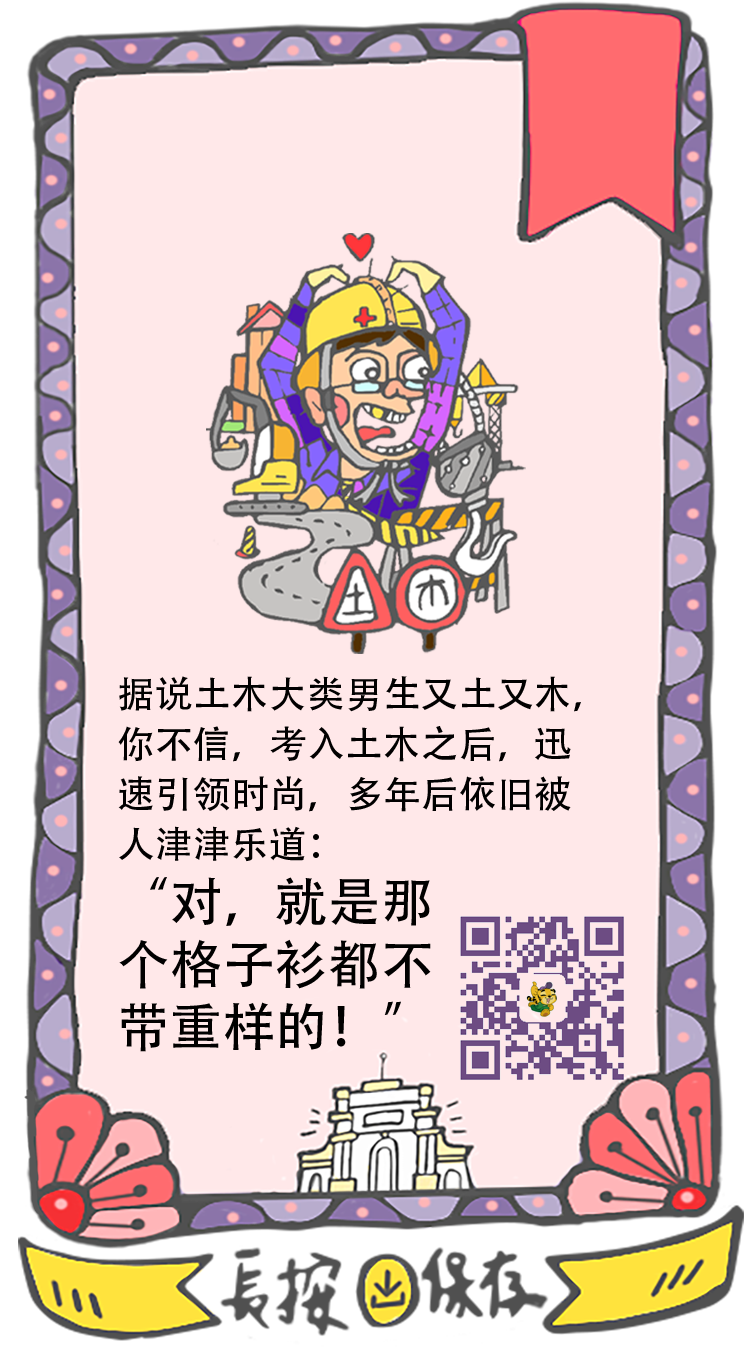 土 木
据说土木大类男生又土又木，
你不信，考入土木之后，迅
速引领时尚，多年后依旧被
人津津乐道：
“对，就是那
个格子衫都不
带重样的！”
長按 保存